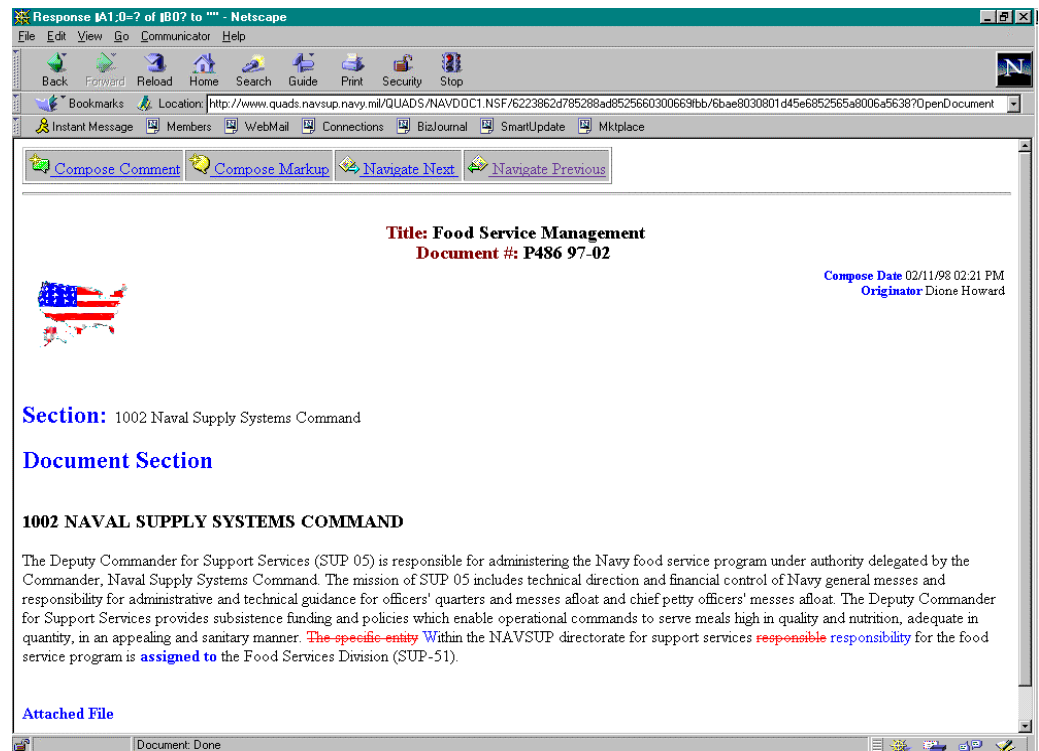 Response |A1;0=? of |B0? to "" - Netscape
File Edit View Go Communicator Help
Back Forward Reload Home Search Guide Print Security Stop
N
Bookmarks Location: http://www.quads.navsup.navy.mil/QUADS/NAVDOC1.NSF/6223862d785288ad8525660300669fbb/6bae8030801d45e6852565a8006a5638?OpenDocument
Instant Message Members WebMail Connections BizJournal SmartUpdate Mktplace
Compose Comment Compose Markup Navigate Next Navigate Previous
Title: Food Service Management
Document #: P486 97-02
Compose Date 02/11/98 02:21 PM
Originator Dione Howard
Section: 1002 Naval Supply Systems Command
Document Section
1002 NAVAL SUPPLY SYSTEMS COMMAND
The Deputy Commander for Support Services (SUP 05) is responsible for administering the Navy food service program under authority delegated by the
Commander, Naval Supply Systems Command. The mission of SUP 05 includes technical direction and financial control of Navy general messes and
responsibility for administrative and technical guidance for officers' quarters and messes afloat and chief petty officers' messes afloat. The Deputy Commander
for Support Services provides subsistence funding and policies which enable operational commands to serve meals high in quality and nutrition, adequate in
quantity, in an appealing and sanitary manner. The specific entity Within the NAVSUP directorate for support services responsible responsibility for the food
service program is assigned to the Food Services Division (SUP-51).
Attached File
Document: Done